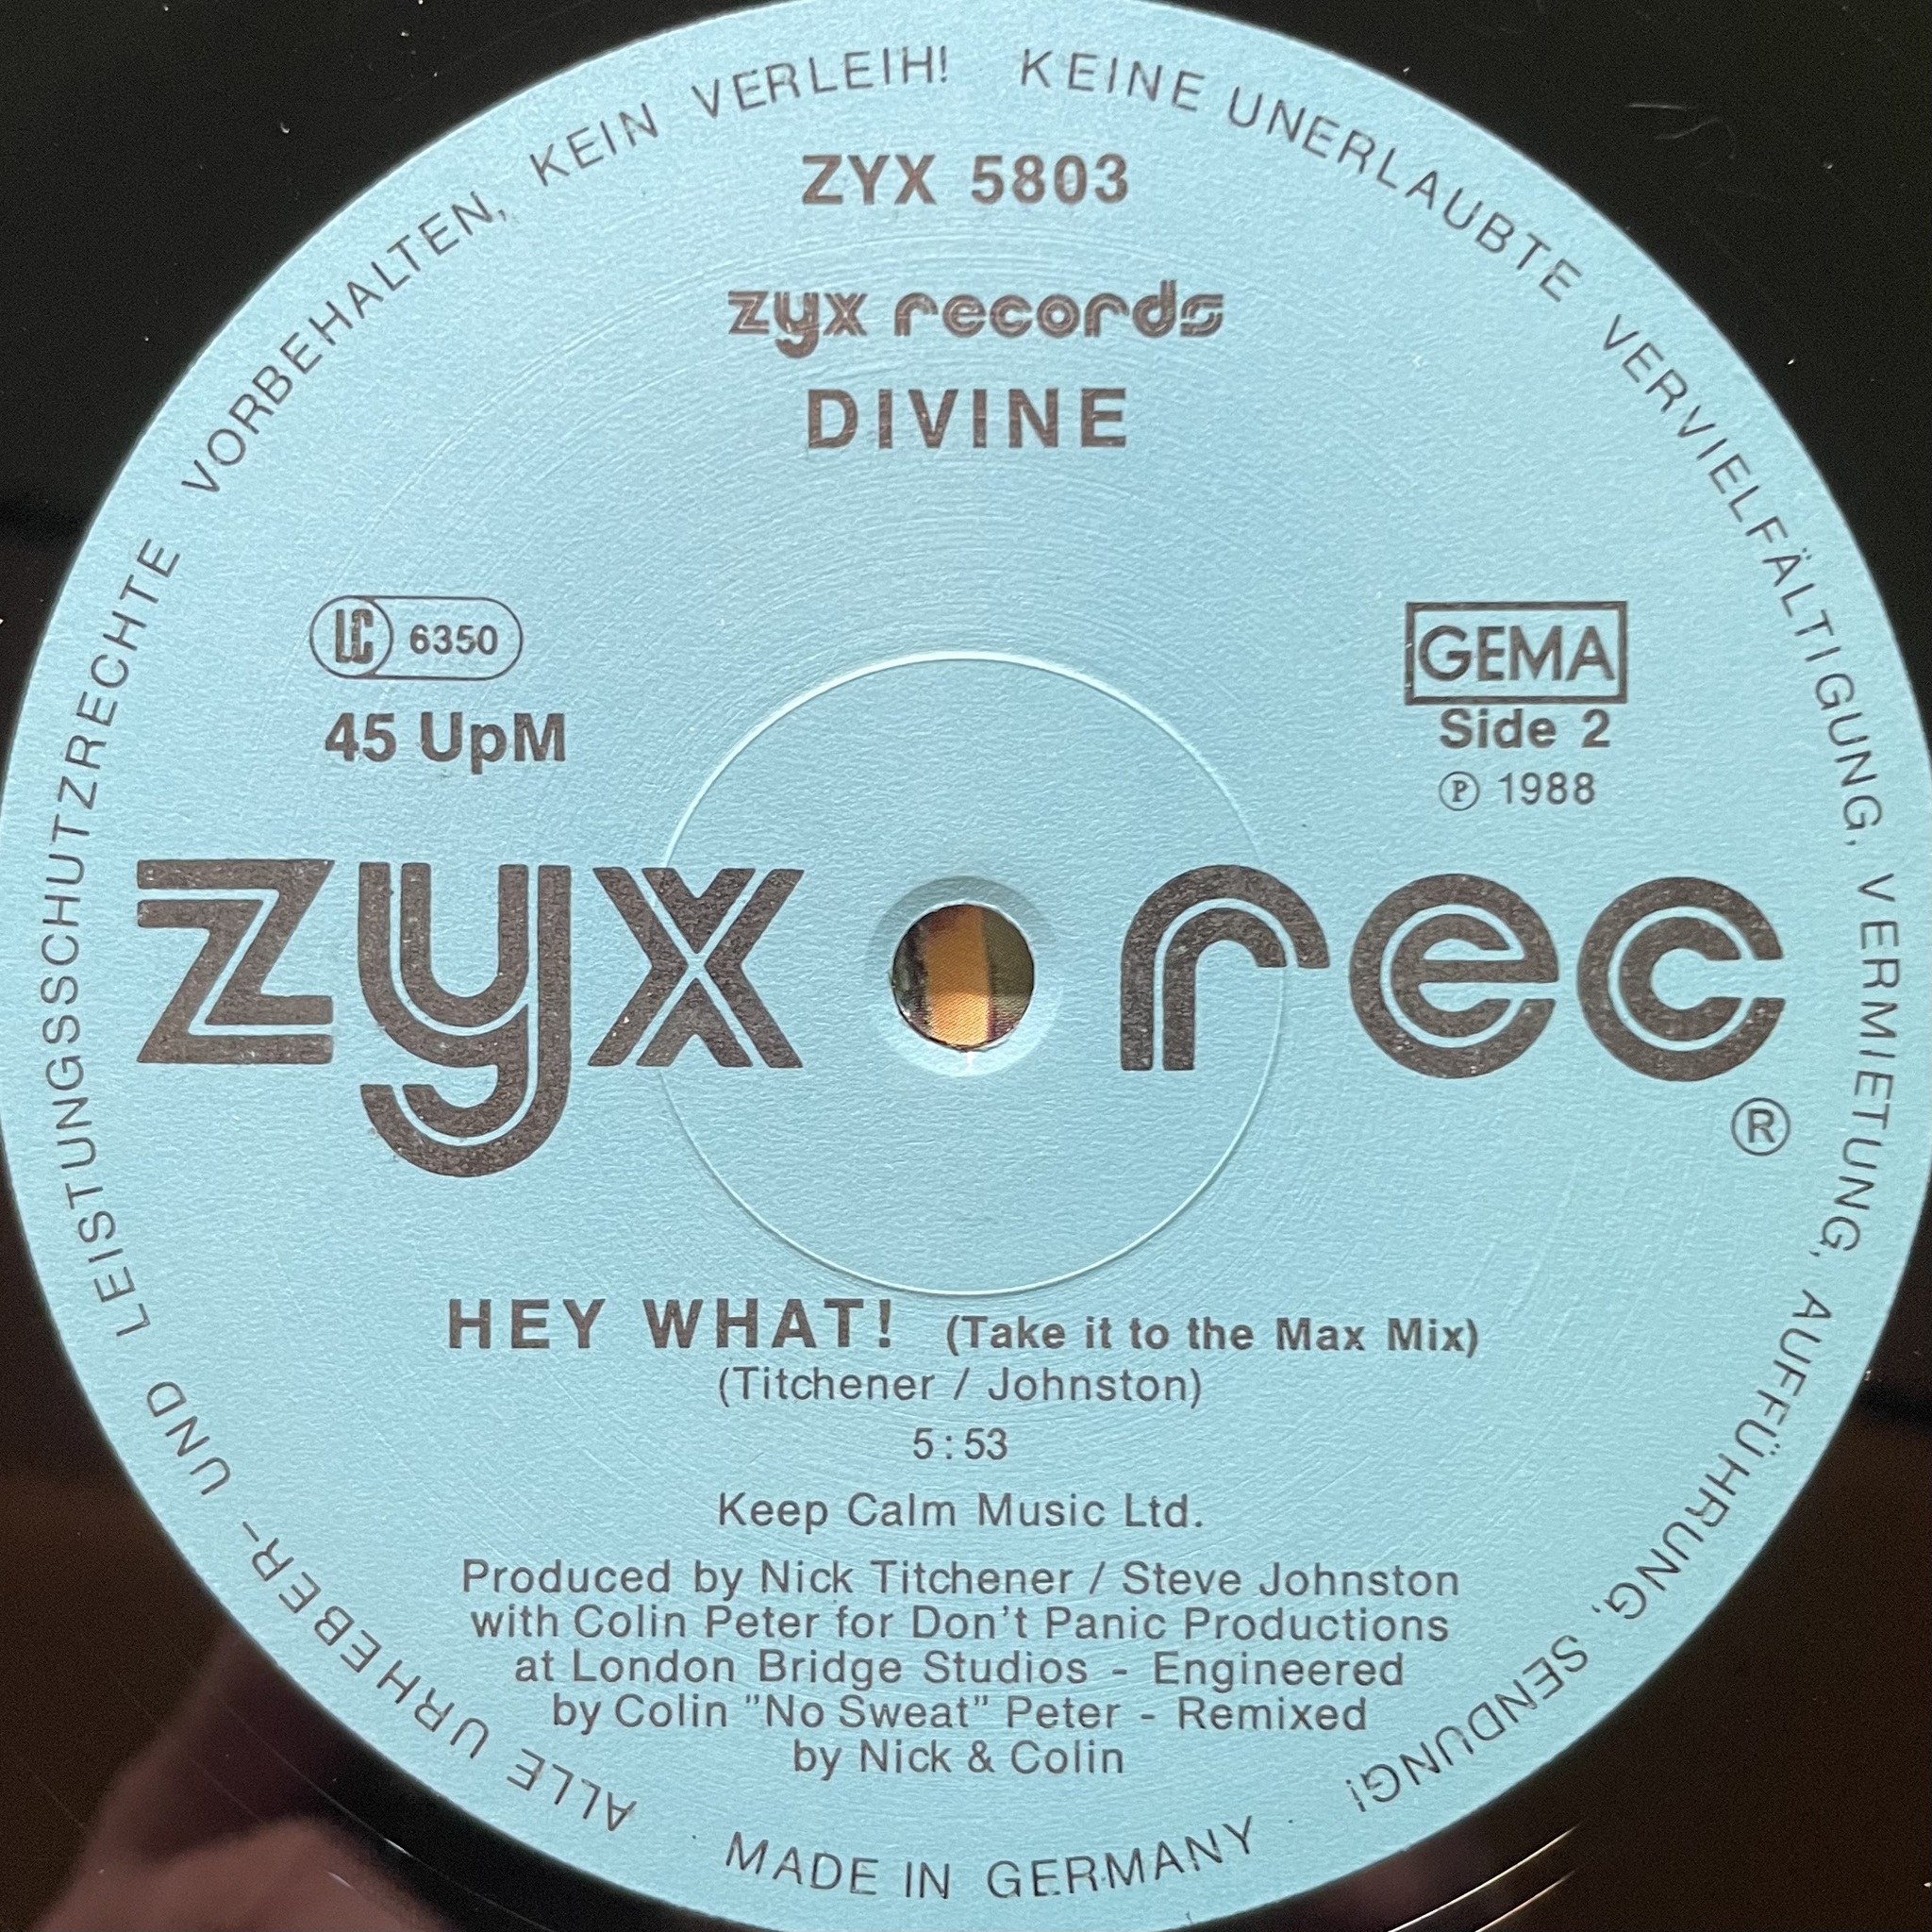 ALLE URHEBER- UND LEISTUNGSSCHUTZRECHTE VORBEHALTEN, KEIN VERLEIH! KEINE UNERLAUBTE VERVIELFÄLTIGUNG, VERMIETUNG, AUFFÜHRUNG, SENDUNG!
ZYX 5803
zyx records
DIVINE
LC 6350
GEMA
45 UpM
Side 2
℗ 1988
zyx rec
®
HEY WHAT! (Take it to the Max Mix)
(Titchener / Johnston)
5:53
Keep Calm Music Ltd.
Produced by Nick Titchener / Steve Johnston
with Colin Peter for Don't Panic Productions
at London Bridge Studios - Engineered
by Colin "No Sweat" Peter - Remixed
by Nick & Colin
· MADE IN GERMANY ·